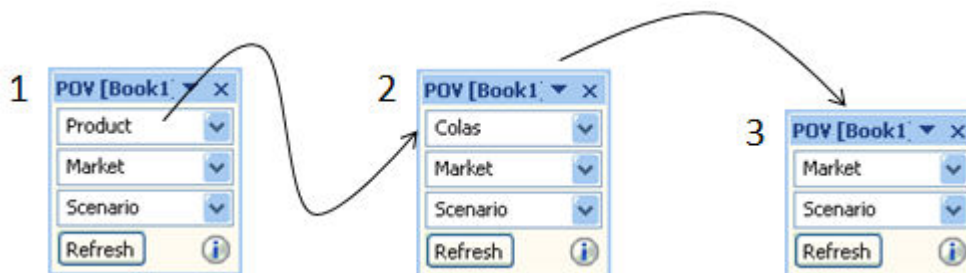 1
POV [Book1]
Product
Market
Scenario
Refresh
2
POV [Book1]
Colas
Market
Scenario
Refresh
3
POV [Book1]
Market
Scenario
Refresh